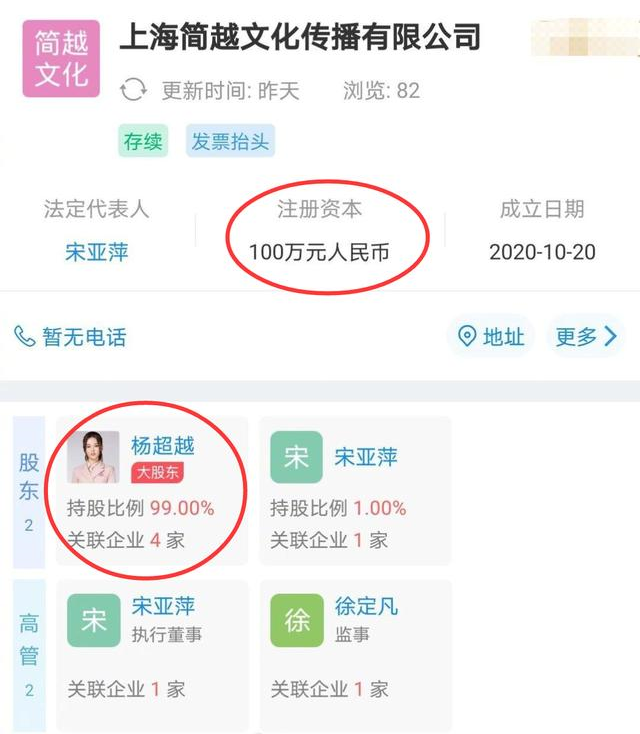 简越
文化
上海简越文化传播有限公司
更新时间: 昨天 浏览: 82
存续 发票抬头
法定代表人 注册资本 成立日期
宋亚萍 100万元人民币 2020-10-20
暂无电话 地址 更多
股东 2
杨超越
大股东
持股比例 99.00%
关联企业 4 家
宋 宋亚萍
持股比例 1.00%
关联企业 1 家
高管 2
宋 宋亚萍
执行董事
关联企业 1 家
徐 徐定凡
监事
关联企业 1 家